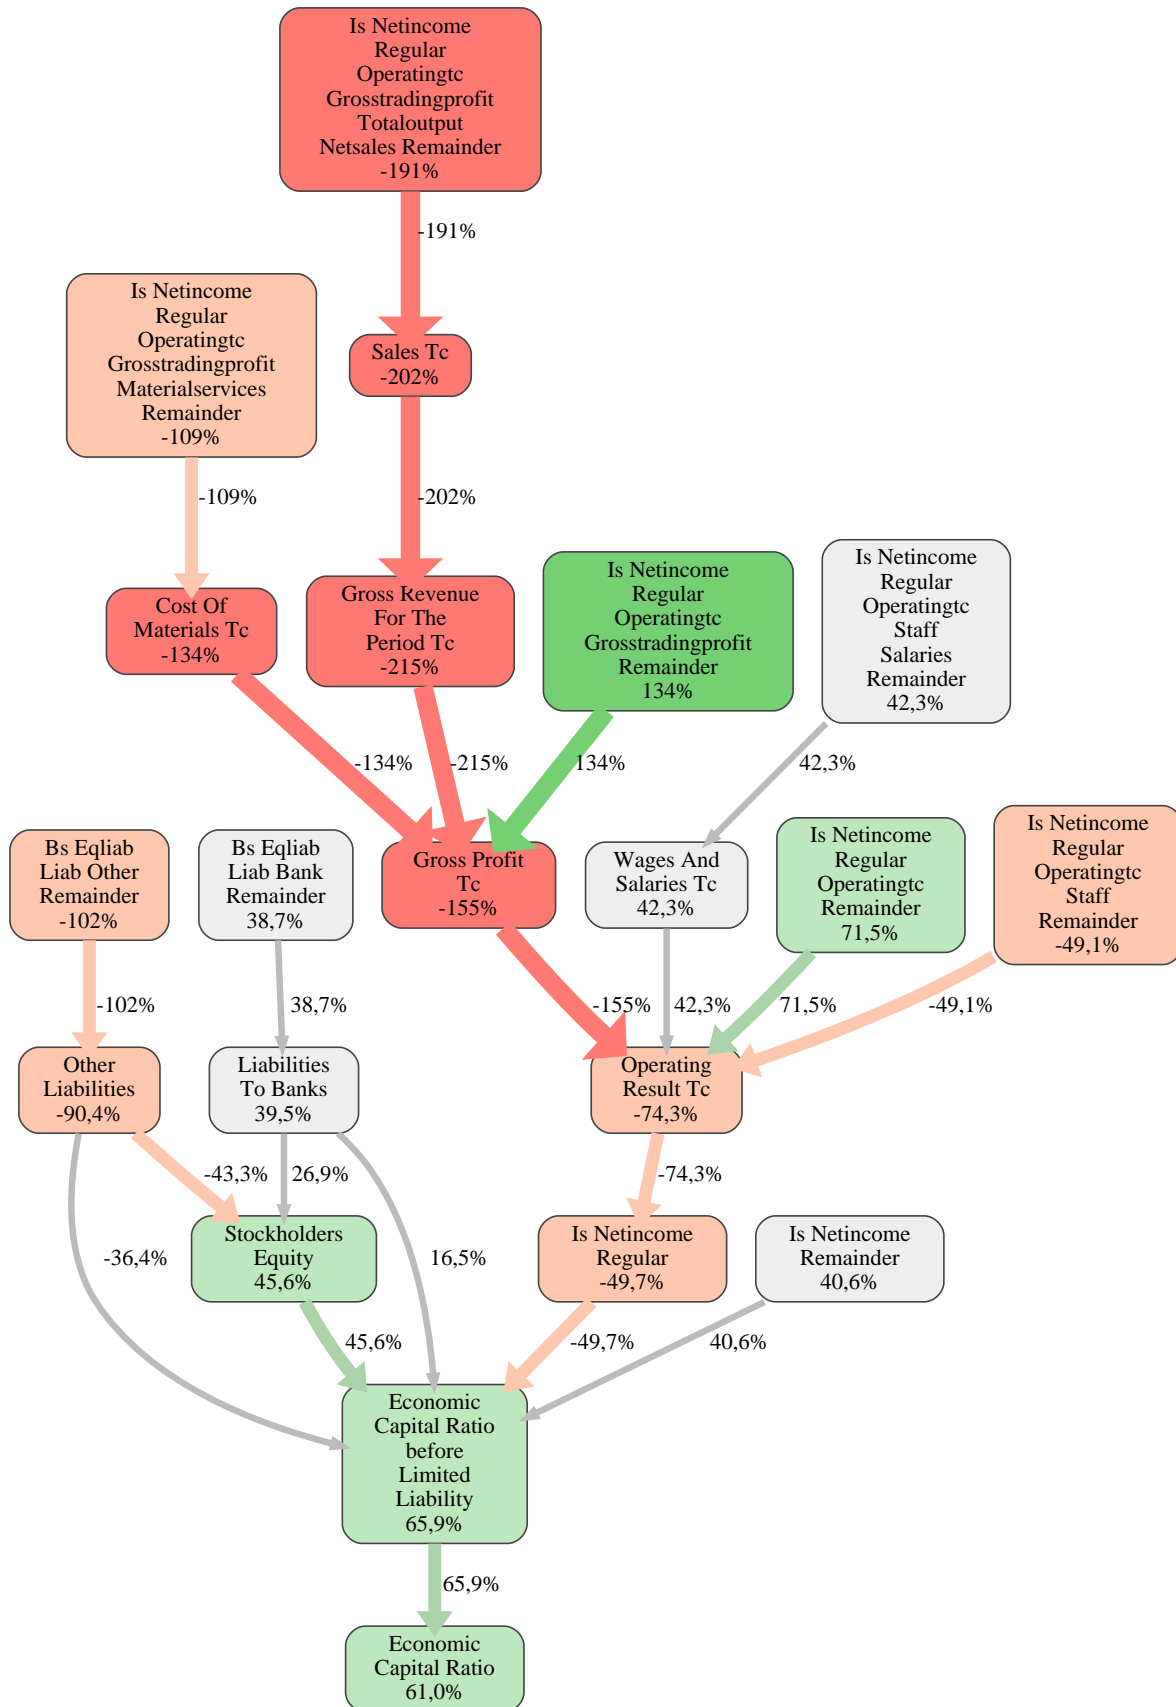 Is Netincome
Regular
Operatingtc
Grosstradingprofit
Totaloutput
Netsales Remainder
-191%
-191%
Is Netincome
Regular
Operatingtc
Grosstradingprofit
Materialservices
Remainder
-109%
Sales Tc
-202%
-109%
-202%
Cost Of
Materials Tc
-134%
Gross Revenue
For The
Period Tc
-215%
Is Netincome
Regular
Operatingtc
Grosstradingprofit
Remainder
134%
Is Netincome
Regular
Operatingtc
Staff
Salaries
Remainder
42,3%
-134%
-215%
134%
42,3%
Bs Eqliab
Liab Other
Remainder
-102%
Bs Eqliab
Liab Bank
Remainder
38,7%
Gross Profit
Tc
-155%
Wages And
Salaries Tc
42,3%
Is Netincome
Regular
Operatingtc
Remainder
71,5%
Is Netincome
Regular
Operatingtc
Staff
Remainder
-49,1%
-102%
38,7%
-155%
42,3%
71,5%
-49,1%
Other
Liabilities
-90,4%
Liabilities
To Banks
39,5%
Operating
Result Tc
-74,3%
-43,3%
26,9%
-74,3%
-36,4%
Stockholders
Equity
45,6%
16,5%
Is Netincome
Regular
-49,7%
Is Netincome
Remainder
40,6%
45,6%
-49,7%
40,6%
Economic
Capital Ratio
before
Limited
Liability
65,9%
65,9%
Economic
Capital Ratio
61,0%